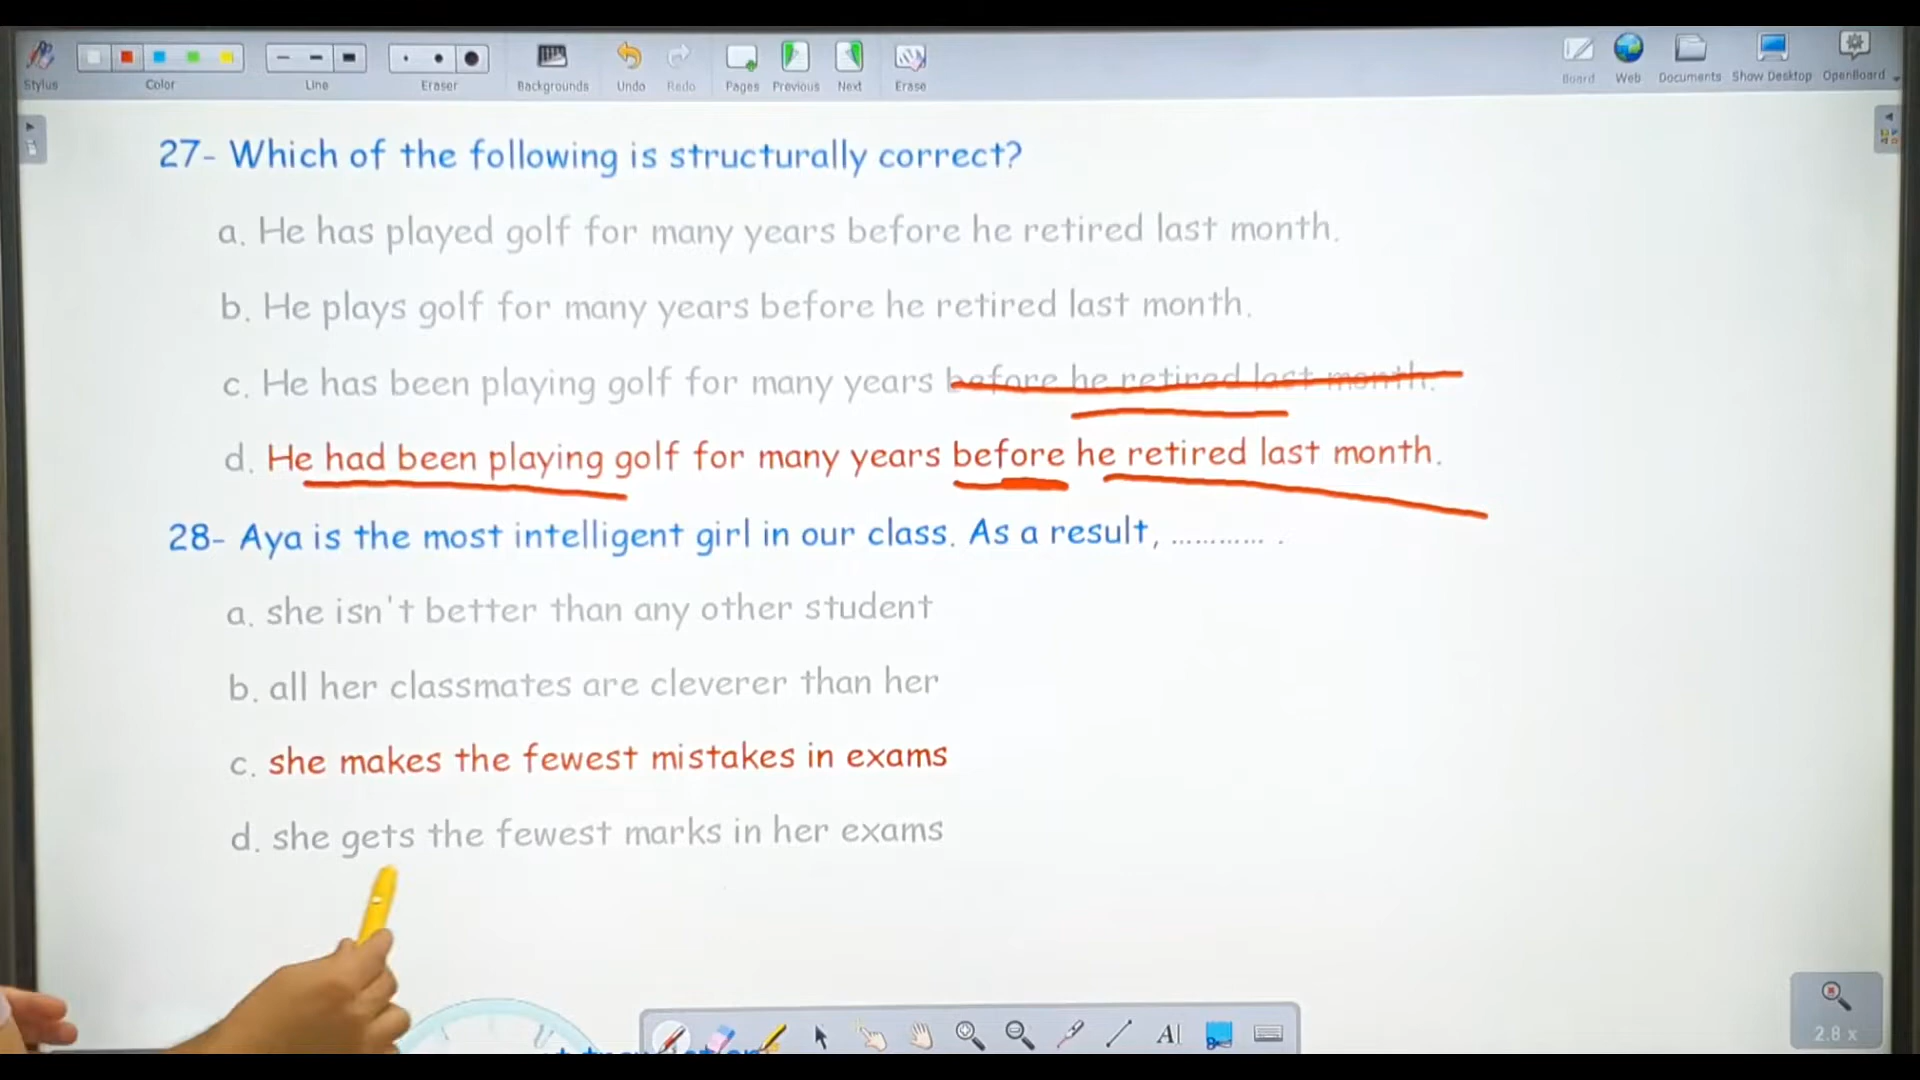 Stylus
Color
Line
Eraser
Backgrounds
Undo
Redo
Pages
Previous
Next
Erase
Board
Web
Documents
Show Desktop
OpenBoard
27- Which of the following is structurally correct?
a. He has played golf for many years before he retired last month.
b. He plays golf for many years before he retired last month.
c. He has been playing golf for many years before he retired last month.
d. He had been playing golf for many years before he retired last month.
28- Aya is the most intelligent girl in our class. As a result, ............ .
a. she isn't better than any other student
b. all her classmates are cleverer than her
c. she makes the fewest mistakes in exams
d. she gets the fewest marks in her exams
2.8 x